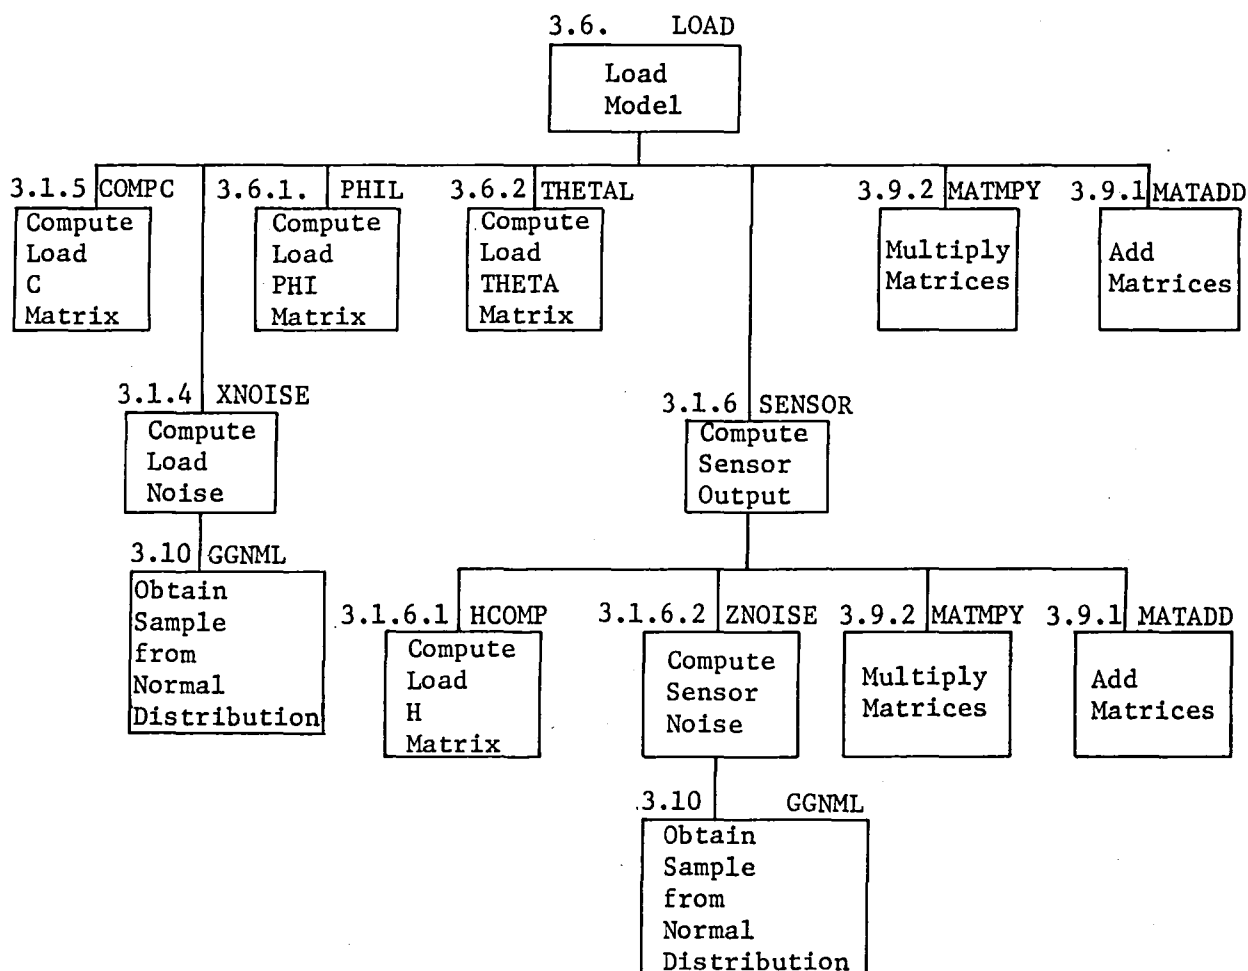 3.6. LOAD
Load
Model
3.1.5 COMPC
Compute
Load
C
Matrix
3.6.1. PHIL
Compute
Load
PHI
Matrix
3.6.2 THETAL
Compute
Load
THETA
Matrix
3.9.2 MATMPY
Multiply
Matrices
3.9.1 MATADD
Add
Matrices
3.1.4 XNOISE
Compute
Load
Noise
3.1.6 SENSOR
Compute
Sensor
Output
3.10 GGNML
Obtain
Sample
from
Normal
Distribution
3.1.6.1 HCOMP
Compute
Load
H
Matrix
3.1.6.2 ZNOISE
Compute
Sensor
Noise
3.9.2 MATMPY
Multiply
Matrices
3.9.1 MATADD
Add
Matrices
3.10 GGNML
Obtain
Sample
from
Normal
Distribution